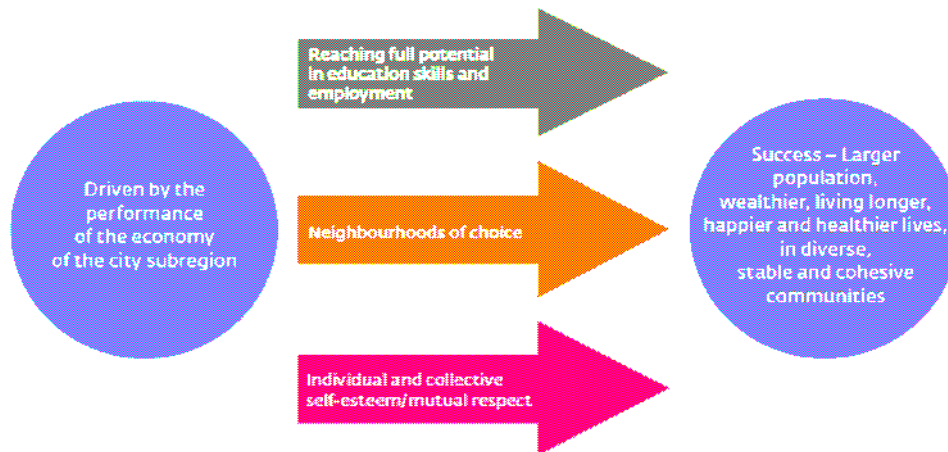 Reaching full potential
in education skills and
employment
Driven by the
performance
of the economy
of the city subregion
Neighbourhoods of choice
Individual and collective
self-esteem/mutual respect
Success – Larger
population,
wealthier, living longer,
happier and healthier lives,
in diverse,
stable and cohesive
communities